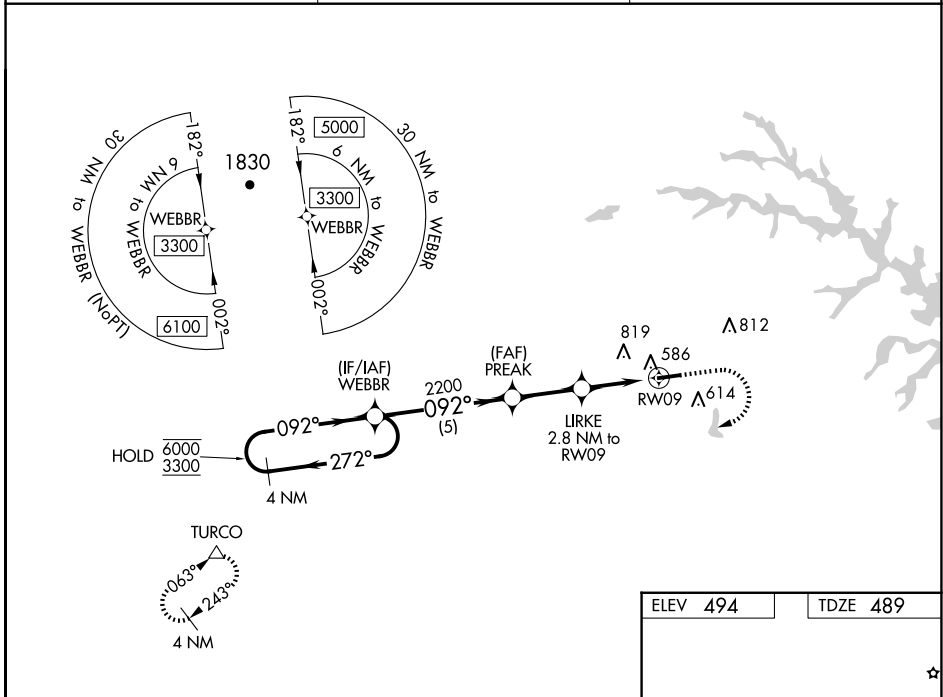 30 NM to WEBBR (NoPT)
6 NM to WEBBR
182°
WEBBR
3300
002°
6100
1830
182°
5000
30 NM to WEBBR
6 NM to WEBBR
3300
WEBBR
002°
819
812
586
614
RW09
(FAF)
PREAK
(IF/IAF)
WEBBR
2200
092°
(5)
LIRKE
2.8 NM to
RW09
092°
272°
HOLD 6000
3300
4 NM
TURCO
063°
243°
4 NM
ELEV 494
TDZE 489